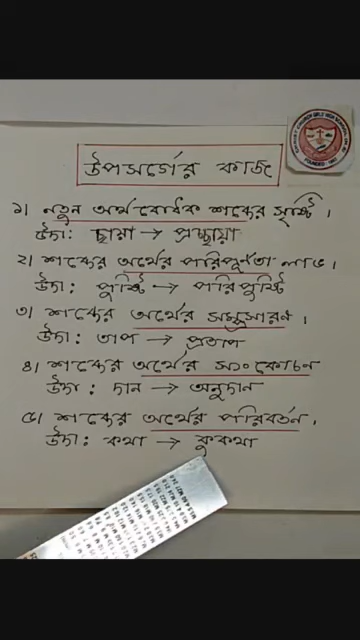 উপসর্গের কাজ
১। নতুন অর্থবোধক শব্দের সৃষ্টি।
উদা: ছায়া → প্রচ্ছায়া
২। শব্দের অর্থের পরিপূর্ণতা লাভ।
উদা: পুষ্টি → পরিপুষ্টি
৩। শব্দের অর্থের সম্প্রসারণ।
উদা: তাপ → প্রতাপ
৪। শব্দের অর্থের সংকোচন
উদা: দান → অনুদান
৫। শব্দের অর্থের পরিবর্তন।
উদা: কথা → কুকথা